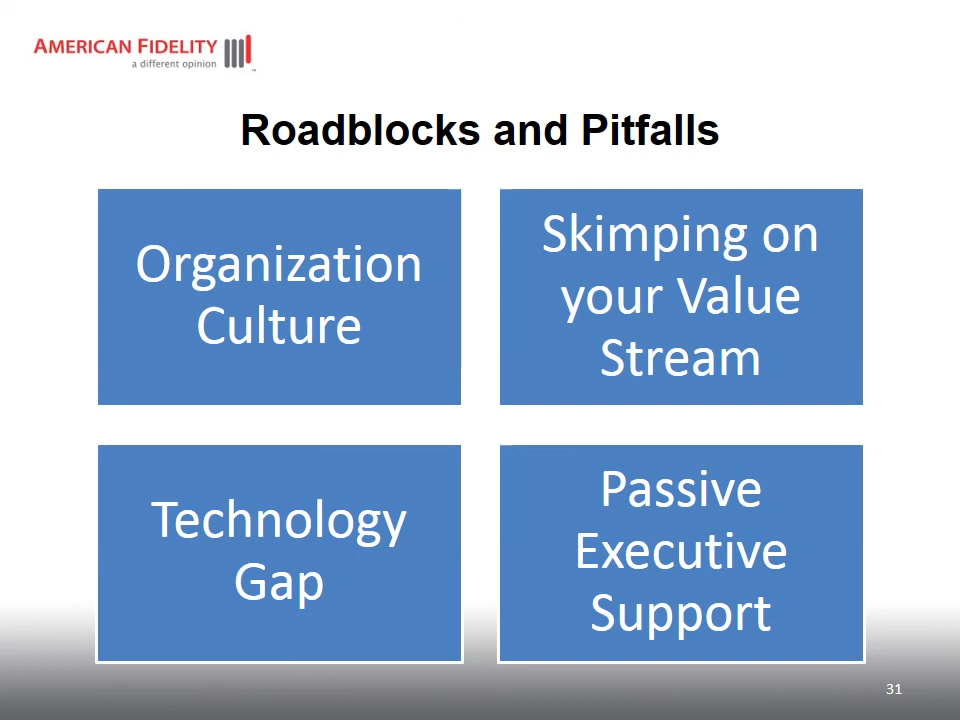 AMERICAN FIDELITY
a different opinion
™
Roadblocks and Pitfalls
Organization
Culture
Skimping on
your Value
Stream
Technology
Gap
Passive
Executive
Support
31